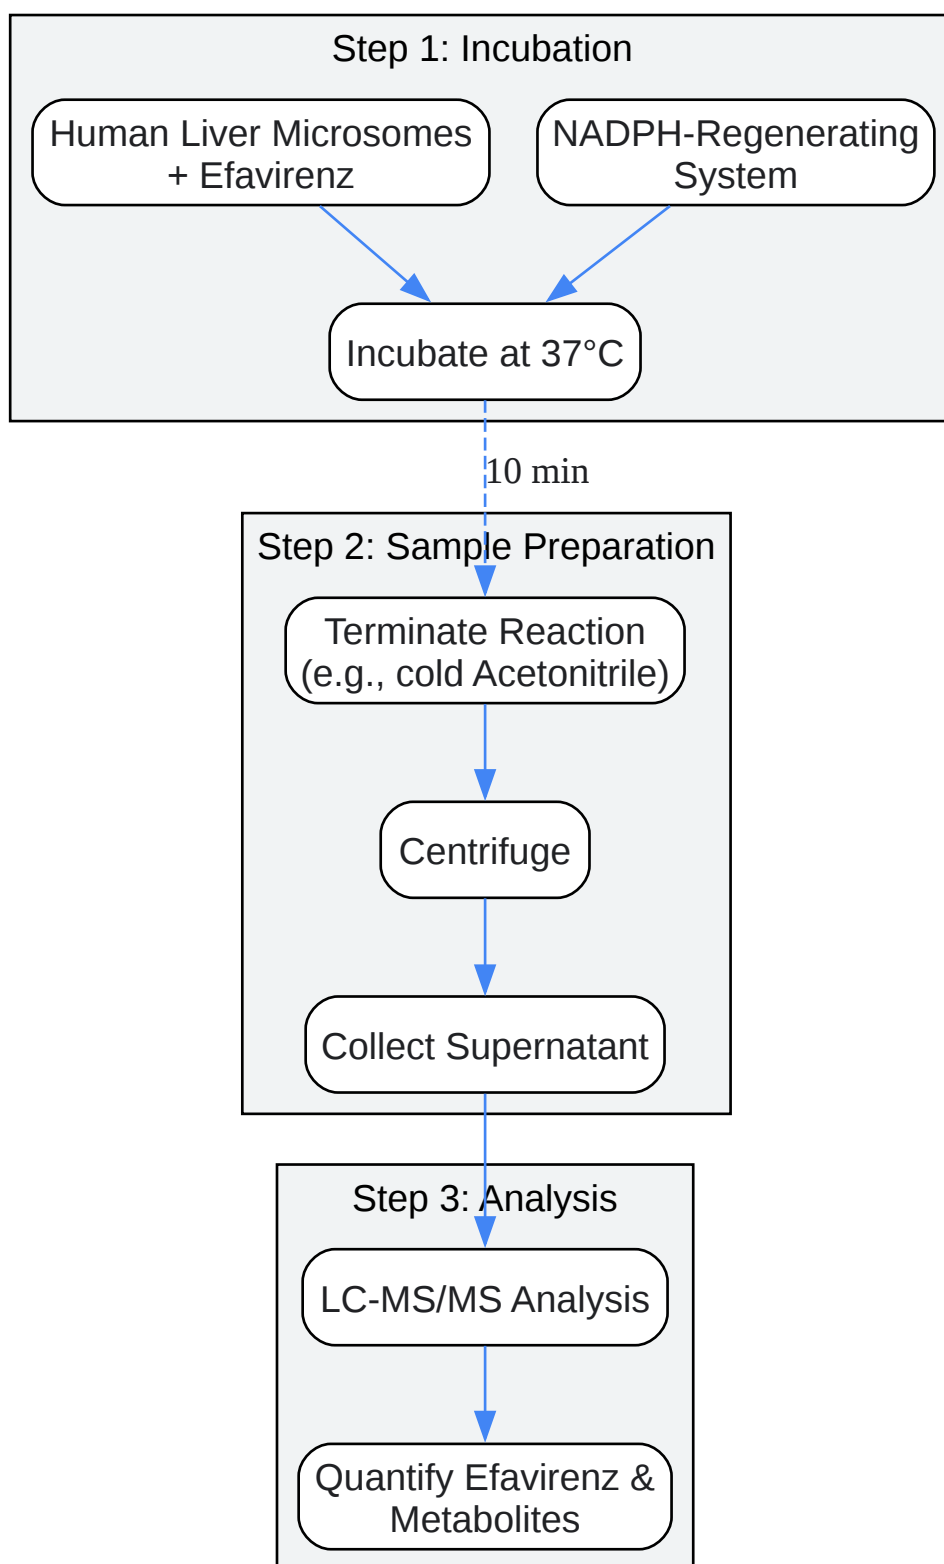 Step 1: Incubation
Human Liver Microsomes
+ Efavirenz
NADPH-Regenerating
System
Incubate at 37°C
10 min
Step 2: Sample Preparation
Terminate Reaction
(e.g., cold Acetonitrile)
Centrifuge
Collect Supernatant
Step 3: Analysis
LC-MS/MS Analysis
Quantify Efavirenz &
Metabolites